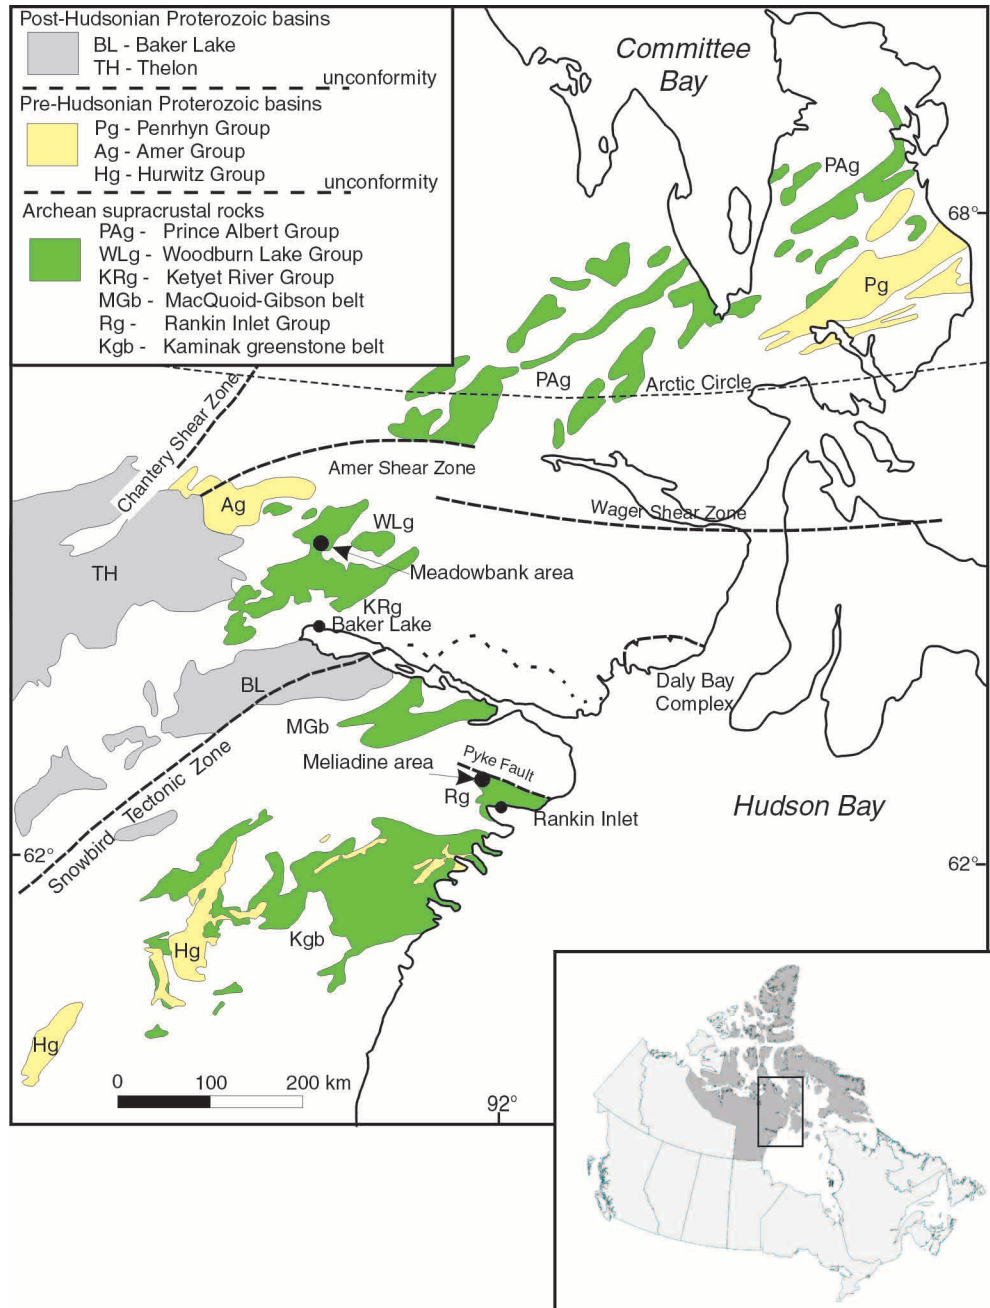 Post-Hudsonian Proterozoic basins
BL - Baker Lake
TH - Thelon
unconformity
Pre-Hudsonian Proterozoic basins
Pg - Penrhyn Group
Ag - Amer Group
Hg - Hurwitz Group
unconformity
Archean supracrustal rocks
PAg - Prince Albert Group
WLg - Woodburn Lake Group
KRg - Ketyet River Group
MGb - MacQuoid-Gibson belt
Rg - Rankin Inlet Group
Kgb - Kaminak greenstone belt
Committee
Bay
PAg
68°
Pg
PAg
Arctic Circle
Chantery Shear Zone
Amer Shear Zone
Ag
Wager Shear Zone
WLg
TH
Meadowbank area
KRg
Baker Lake
BL
Daly Bay
Complex
MGb
Meliadine area
Pyke Fault
Rg
Rankin Inlet
Hudson Bay
Snowbird Tectonic Zone
62°
62°
Kgb
Hg
Hg
0 100 200 km
92°